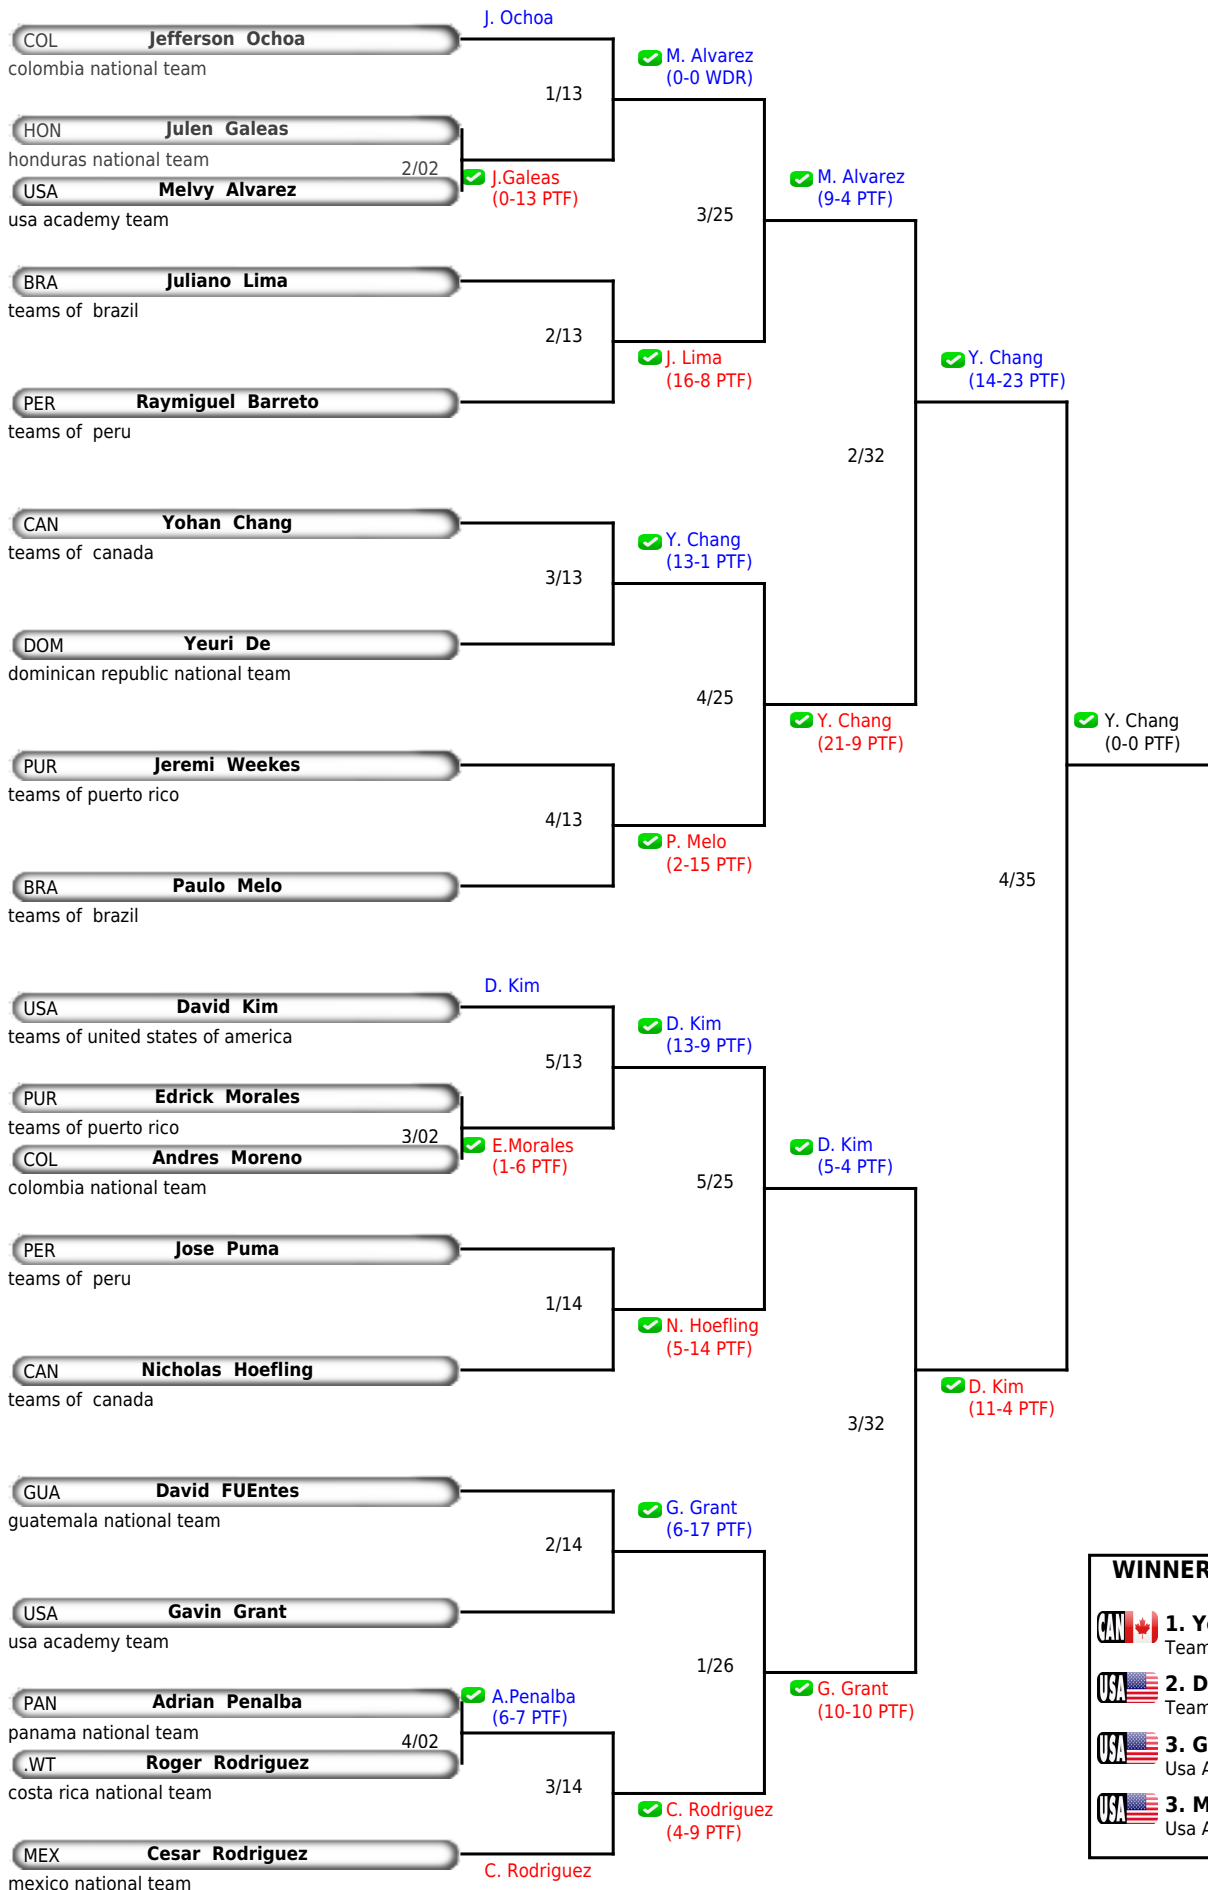 J. Ochoa
COL Jefferson Ochoa
colombia national team
M. Alvarez
(0-0 WDR)
1/13
HON Julen Galeas
honduras national team
2/02
J.Galeas
(0-13 PTF)
USA Melvy Alvarez
usa academy team
M. Alvarez
(9-4 PTF)
3/25
BRA Juliano Lima
teams of brazil
2/13
J. Lima
(16-8 PTF)
PER Raymiguel Barreto
teams of peru
Y. Chang
(14-23 PTF)
2/32
CAN Yohan Chang
teams of canada
Y. Chang
(13-1 PTF)
3/13
DOM Yeuri De
dominican republic national team
4/25
Y. Chang
(21-9 PTF)
Y. Chang
(0-0 PTF)
PUR Jeremi Weekes
teams of puerto rico
4/13
P. Melo
(2-15 PTF)
BRA Paulo Melo
teams of brazil
4/35
D. Kim
USA David Kim
teams of united states of america
D. Kim
(13-9 PTF)
5/13
PUR Edrick Morales
teams of puerto rico
3/02
E.Morales
(1-6 PTF)
COL Andres Moreno
colombia national team
D. Kim
(5-4 PTF)
5/25
PER Jose Puma
teams of peru
1/14
N. Hoefling
(5-14 PTF)
CAN Nicholas Hoefling
teams of canada
D. Kim
(11-4 PTF)
3/32
GUA David FUEntes
guatemala national team
G. Grant
(6-17 PTF)
2/14
USA Gavin Grant
usa academy team
1/26
G. Grant
(10-10 PTF)
PAN Adrian Penalba
panama national team
A.Penalba
(6-7 PTF)
4/02
.WT Roger Rodriguez
costa rica national team
3/14
C. Rodriguez
(4-9 PTF)
MEX Cesar Rodriguez
mexico national team
C. Rodriguez
WINNER
CAN 1. Y
Team
USA 2. D
Team
USA 3. G
Usa A
USA 3. M
Usa A